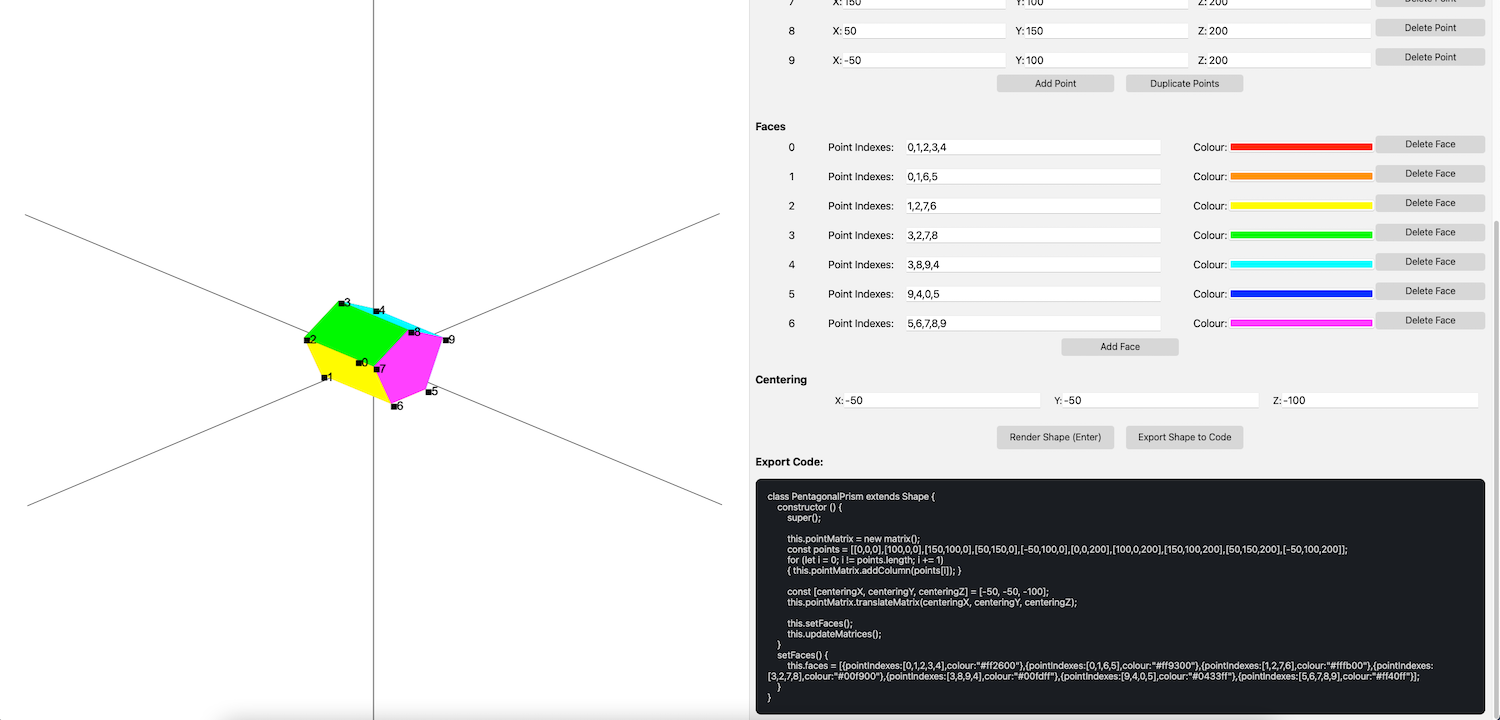 7 X: 150 Y: 100 Z: 200 Delete Point
8 X: 50 Y: 150 Z: 200 Delete Point
9 X: -50 Y: 100 Z: 200 Delete Point
Add Point Duplicate Points
Faces
0 Point Indexes: 0,1,2,3,4 Colour: Delete Face
1 Point Indexes: 0,1,6,5 Colour: Delete Face
2 Point Indexes: 1,2,7,6 Colour: Delete Face
3 Point Indexes: 3,2,7,8 Colour: Delete Face
4 Point Indexes: 3,8,9,4 Colour: Delete Face
5 Point Indexes: 9,4,0,5 Colour: Delete Face
6 Point Indexes: 5,6,7,8,9 Colour: Delete Face
Add Face
Centering
X: -50 Y: -50 Z: -100
Render Shape (Enter) Export Shape to Code
Export Code:
class PentagonalPrism extends Shape {
constructor () {
super();
this.pointMatrix = new matrix();
const points = [[0,0,0],[100,0,0],[150,100,0],[50,150,0],[-50,100,0],[0,0,200],[100,0,200],[150,100,200],[50,150,200],[-50,100,200]];
for (let i = 0; i != points.length; i += 1)
{ this.pointMatrix.addColumn(points[i]); }
const [centeringX, centeringY, centeringZ] = [-50, -50, -100];
this.pointMatrix.translateMatrix(centeringX, centeringY, centeringZ);
this.setFaces();
this.updateMatrices();
}
setFaces() {
this.faces = [{pointIndexes:[0,1,2,3,4],colour:"#ff2600"},{pointIndexes:[0,1,6,5],colour:"#ff9300"},{pointIndexes:[1,2,7,6],colour:"#fffb00"},{pointIndexes:
[3,2,7,8],colour:"#00f900"},{pointIndexes:[3,8,9,4],colour:"#00fdff"},{pointIndexes:[9,4,0,5],colour:"#0433ff"},{pointIndexes:[5,6,7,8,9],colour:"#ff40ff"}];
}
}
3
4
8
2
9
0
7
1
5
6